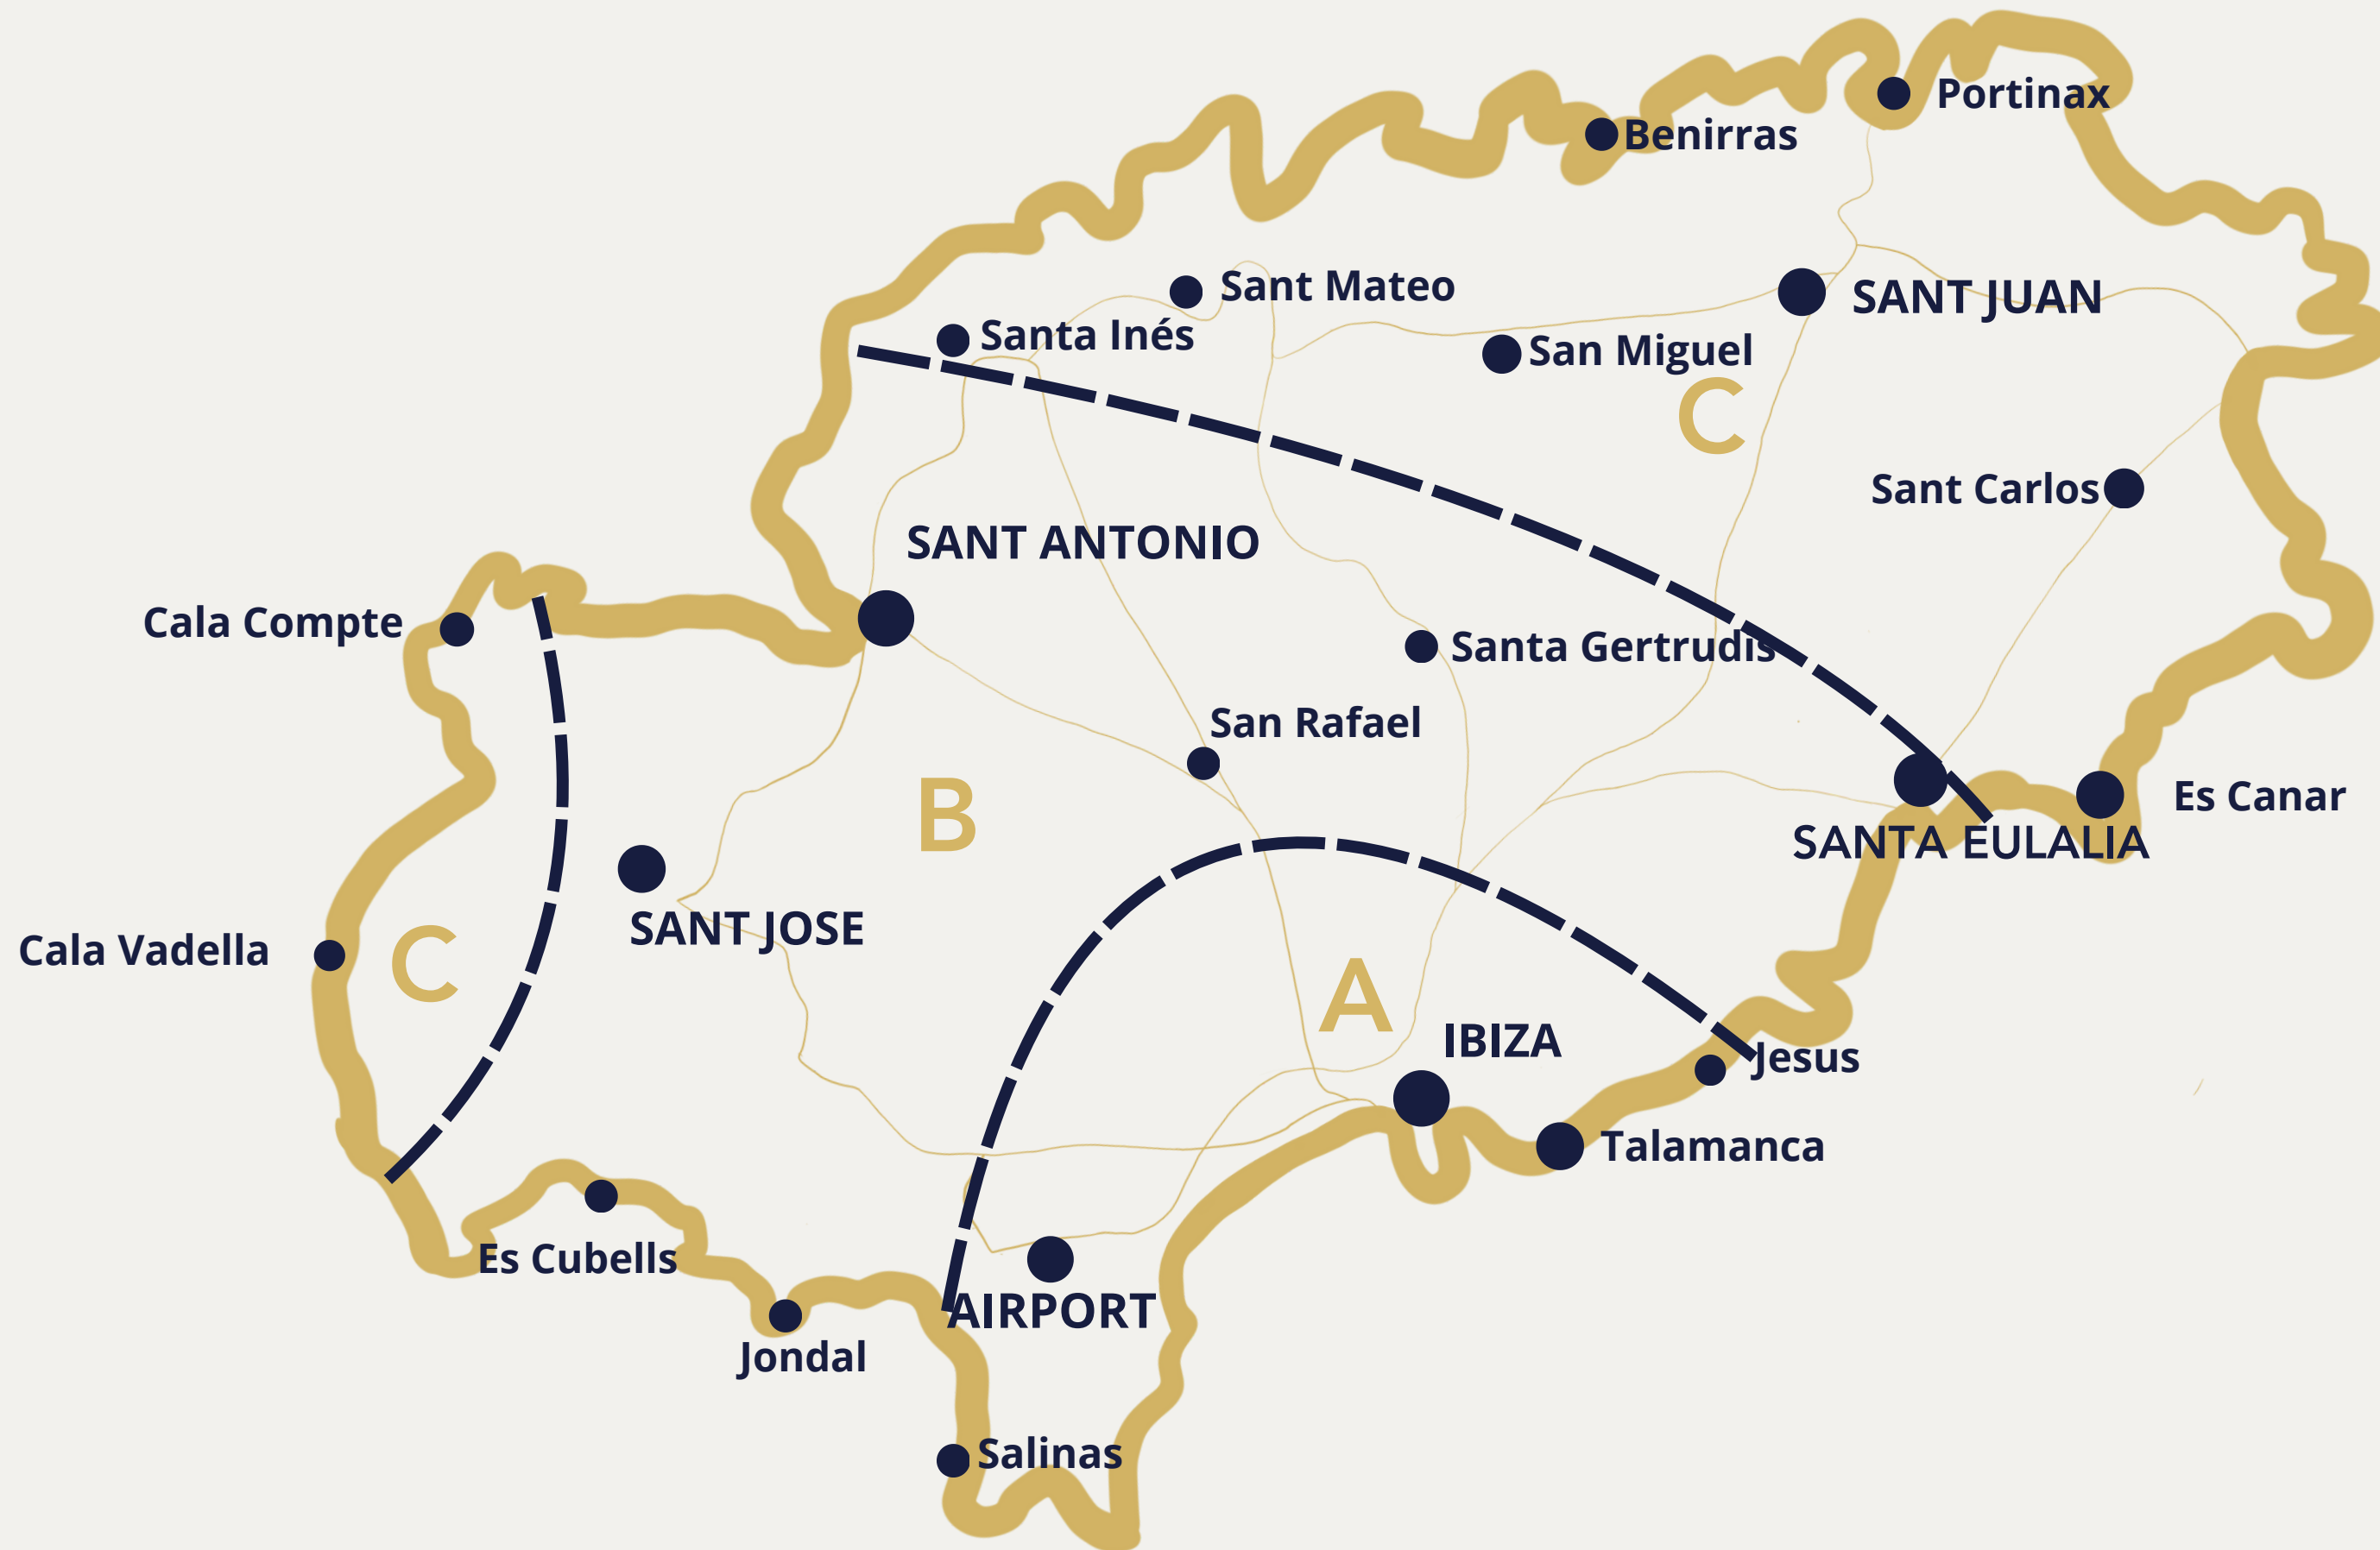 Portinax
Benirras
Sant Mateo
SANT JUAN
Santa Inés
San Miguel
C
Sant Carlos
SANT ANTONIO
Cala Compte
Santa Gertrudis
San Rafael
B
Es Canar
SANTA EULALIA
SANT JOSE
Cala Vadella
C
A
IBIZA
Jesus
Talamanca
Es Cubells
AIRPORT
Jondal
Salinas